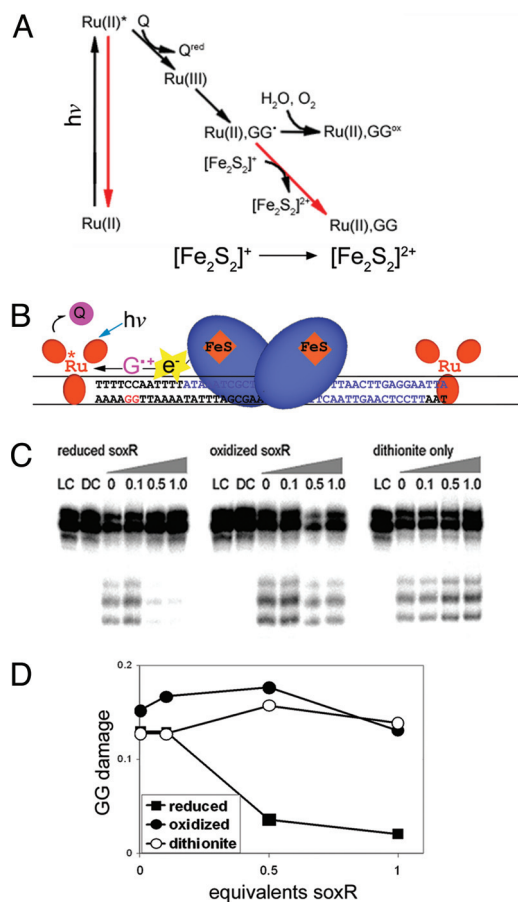 A
Ru(II)* Q
Q^red
Ru(III)
H₂O, O₂
hν
Ru(II),GG• Ru(II),GG^ox
[Fe₂S₂]⁺
[Fe₂S₂]²⁺
Ru(II) Ru(II),GG
[Fe₂S₂]⁺ → [Fe₂S₂]²⁺
B
Q hν
FeS FeS
* Ru G•+ e⁻ Ru
TTTTCCAATTTTATA TTAACTTGAGGAATTA
AAAAGGTTAAAATATTTAGCGAA TCAATTGAACTCCTTAAT
C
reduced soxR oxidized soxR dithionite only
LC DC 0 0.1 0.5 1.0 LC DC 0 0.1 0.5 1.0 LC DC 0 0.1 0.5 1.0
D
0.2
0.1
0
GG damage
reduced
oxidized
dithionite
0 0.5 1
equivalents soxR